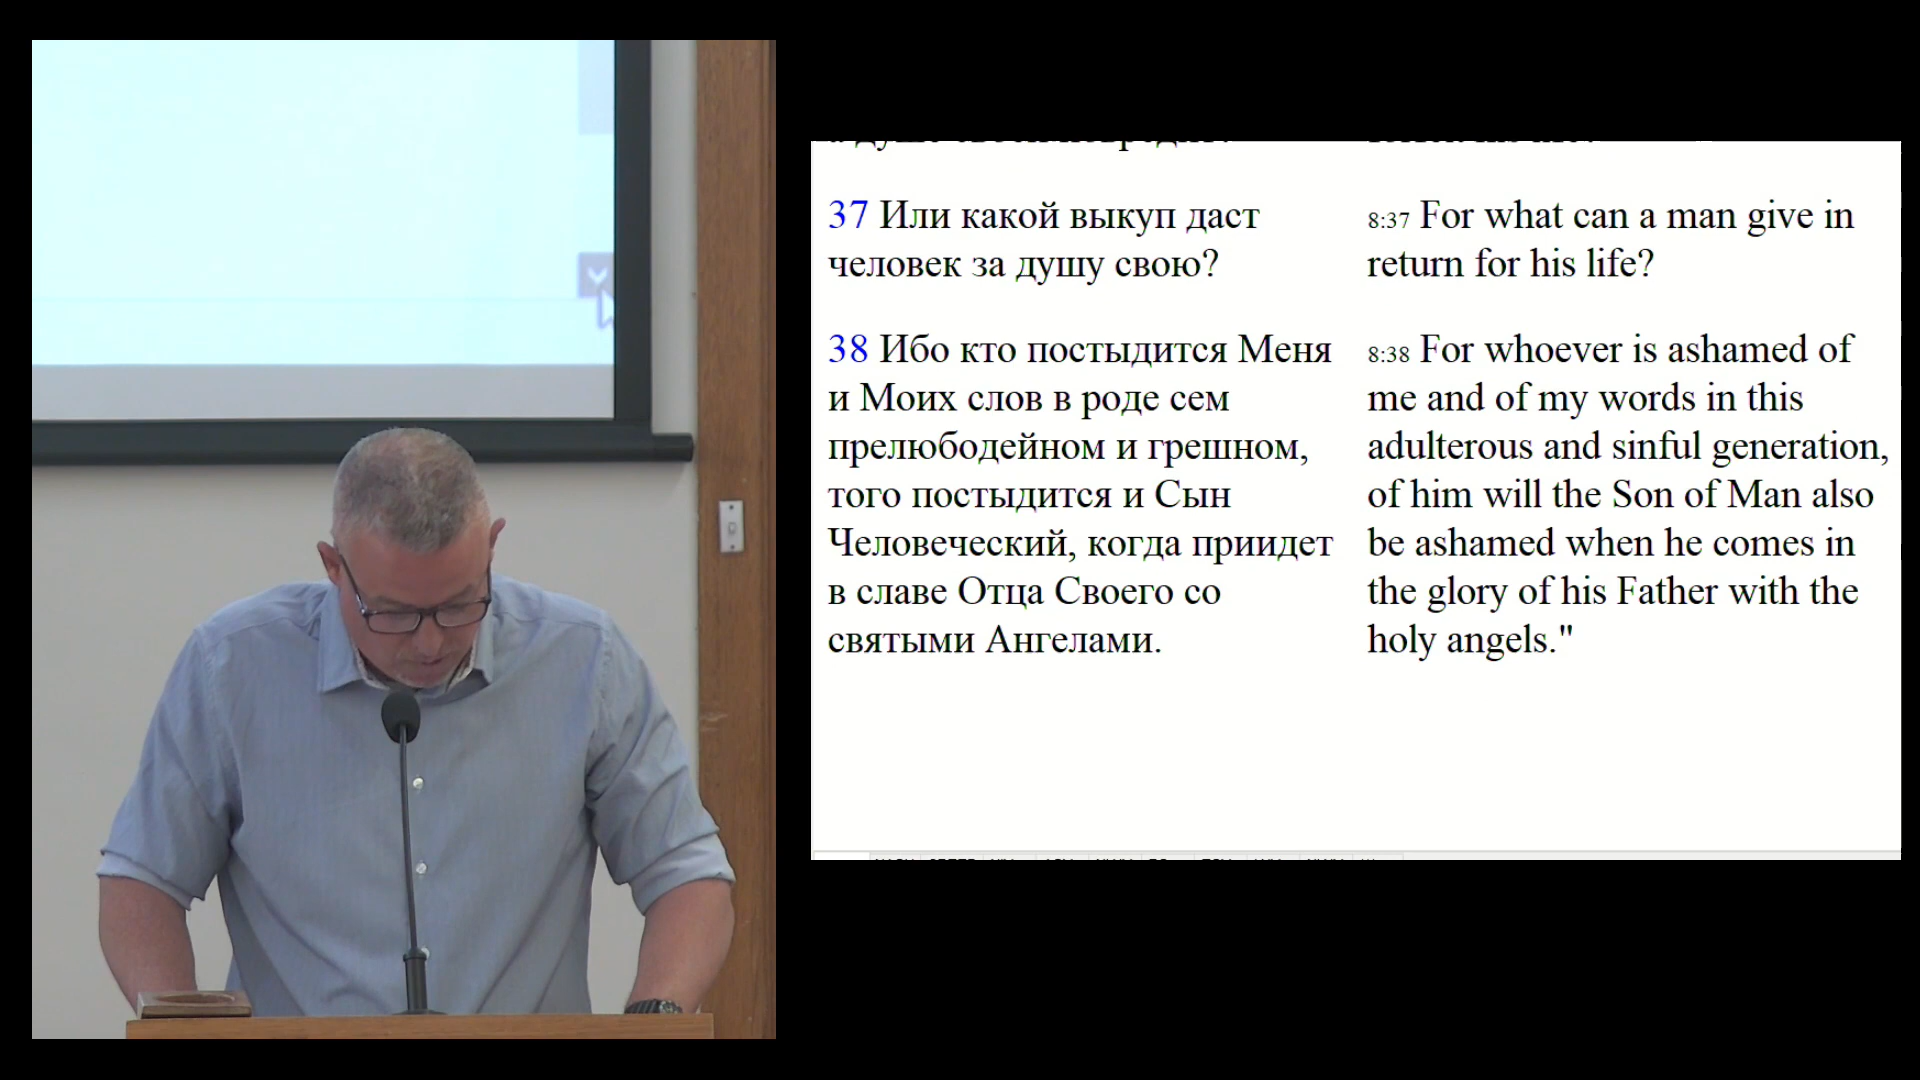 37 Или какой выкуп даст
человек за душу свою?
38 Ибо кто постыдится Меня
и Моих слов в роде сем
прелюбодейном и грешном,
того постыдится и Сын
Человеческий, когда приидет
в славе Отца Своего со
святыми Ангелами.
8:37 For what can a man give in
return for his life?
8:38 For whoever is ashamed of
me and of my words in this
adulterous and sinful generation,
of him will the Son of Man also
be ashamed when he comes in
the glory of his Father with the
holy angels."